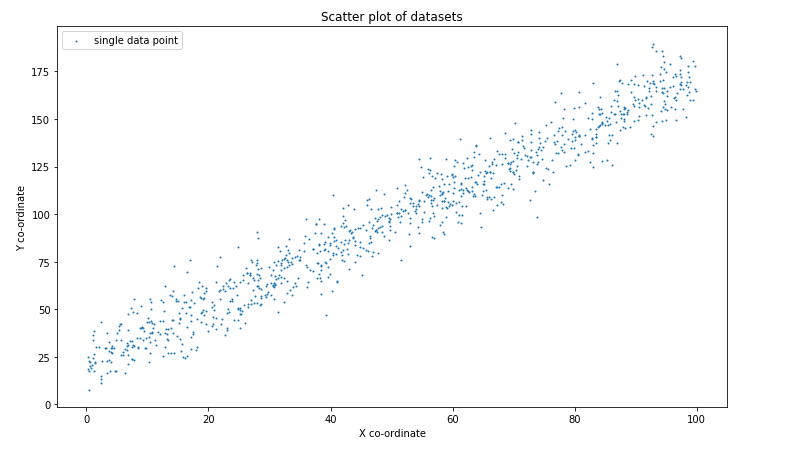 Scatter plot of datasets
single data point
175
150
125
100
75
50
25
0
Y co-ordinate
0 20 40 60 80 100
X co-ordinate